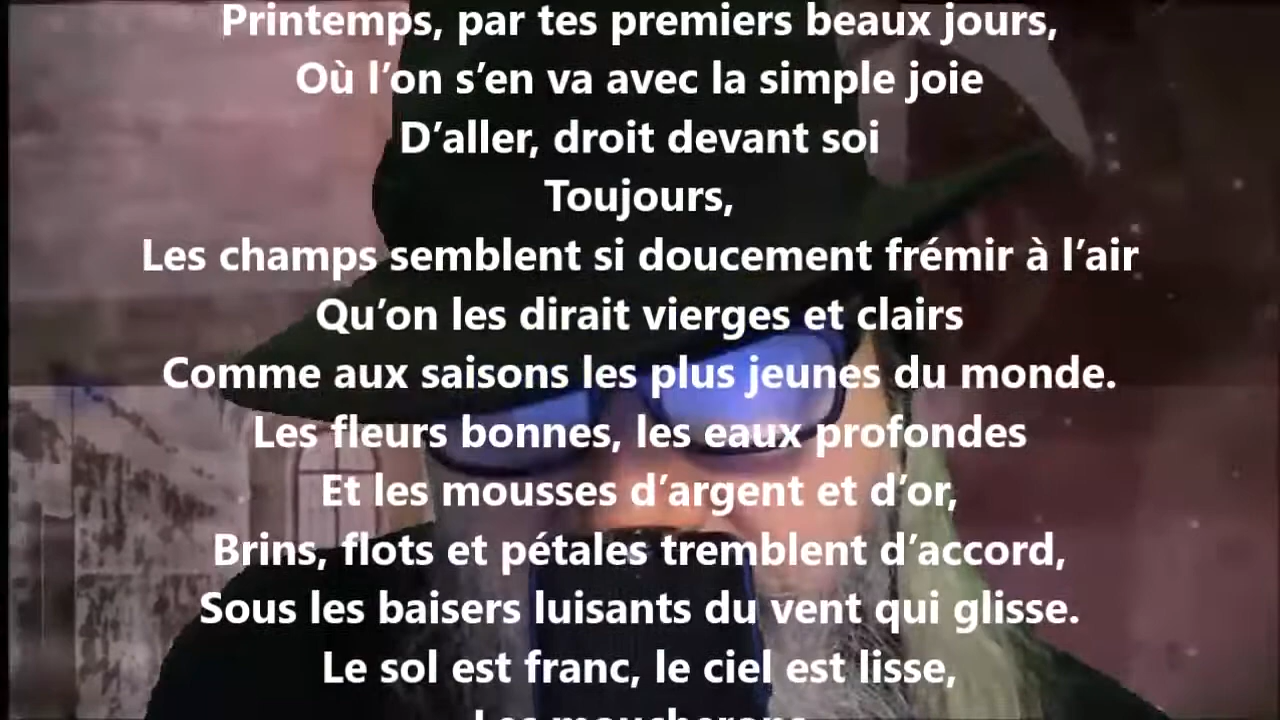 Printemps, par tes premiers beaux jours,
Où l’on s’en va avec la simple joie
D’aller, droit devant soi
Toujours,
Les champs semblent si doucement frémir à l’air
Qu’on les dirait vierges et clairs
Comme aux saisons les plus jeunes du monde.
Les fleurs bonnes, les eaux profondes
Et les mousses d’argent et d’or,
Brins, flots et pétales tremblent d’accord,
Sous les baisers luisants du vent qui glisse.
Le sol est franc, le ciel est lisse,
Les moucherons